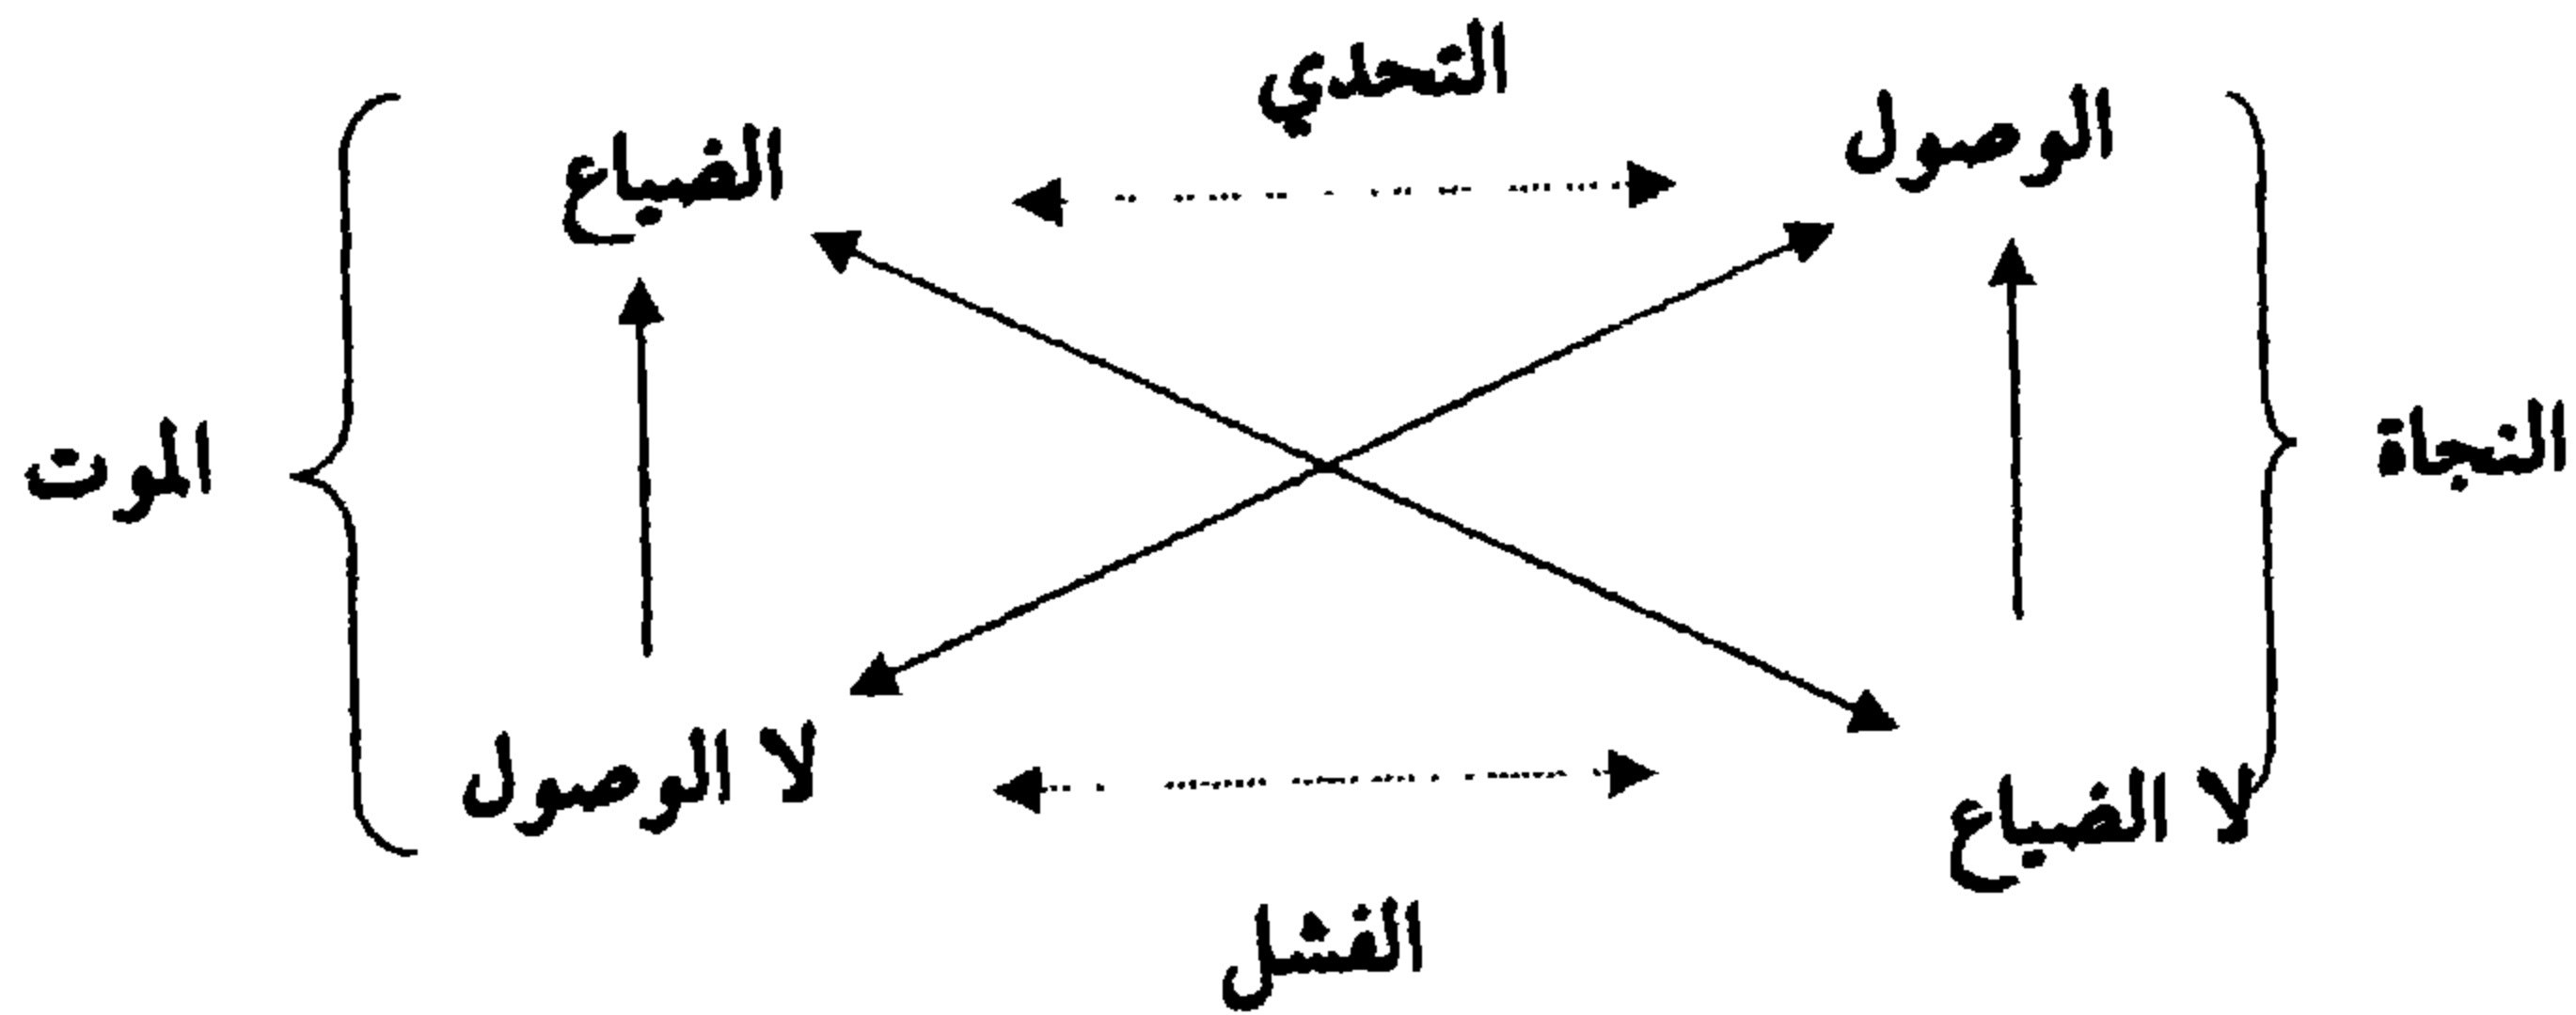 التحدي
الوصول
الضياع
النجاة
الموت
لا الضياع
لا الوصول
الفشل